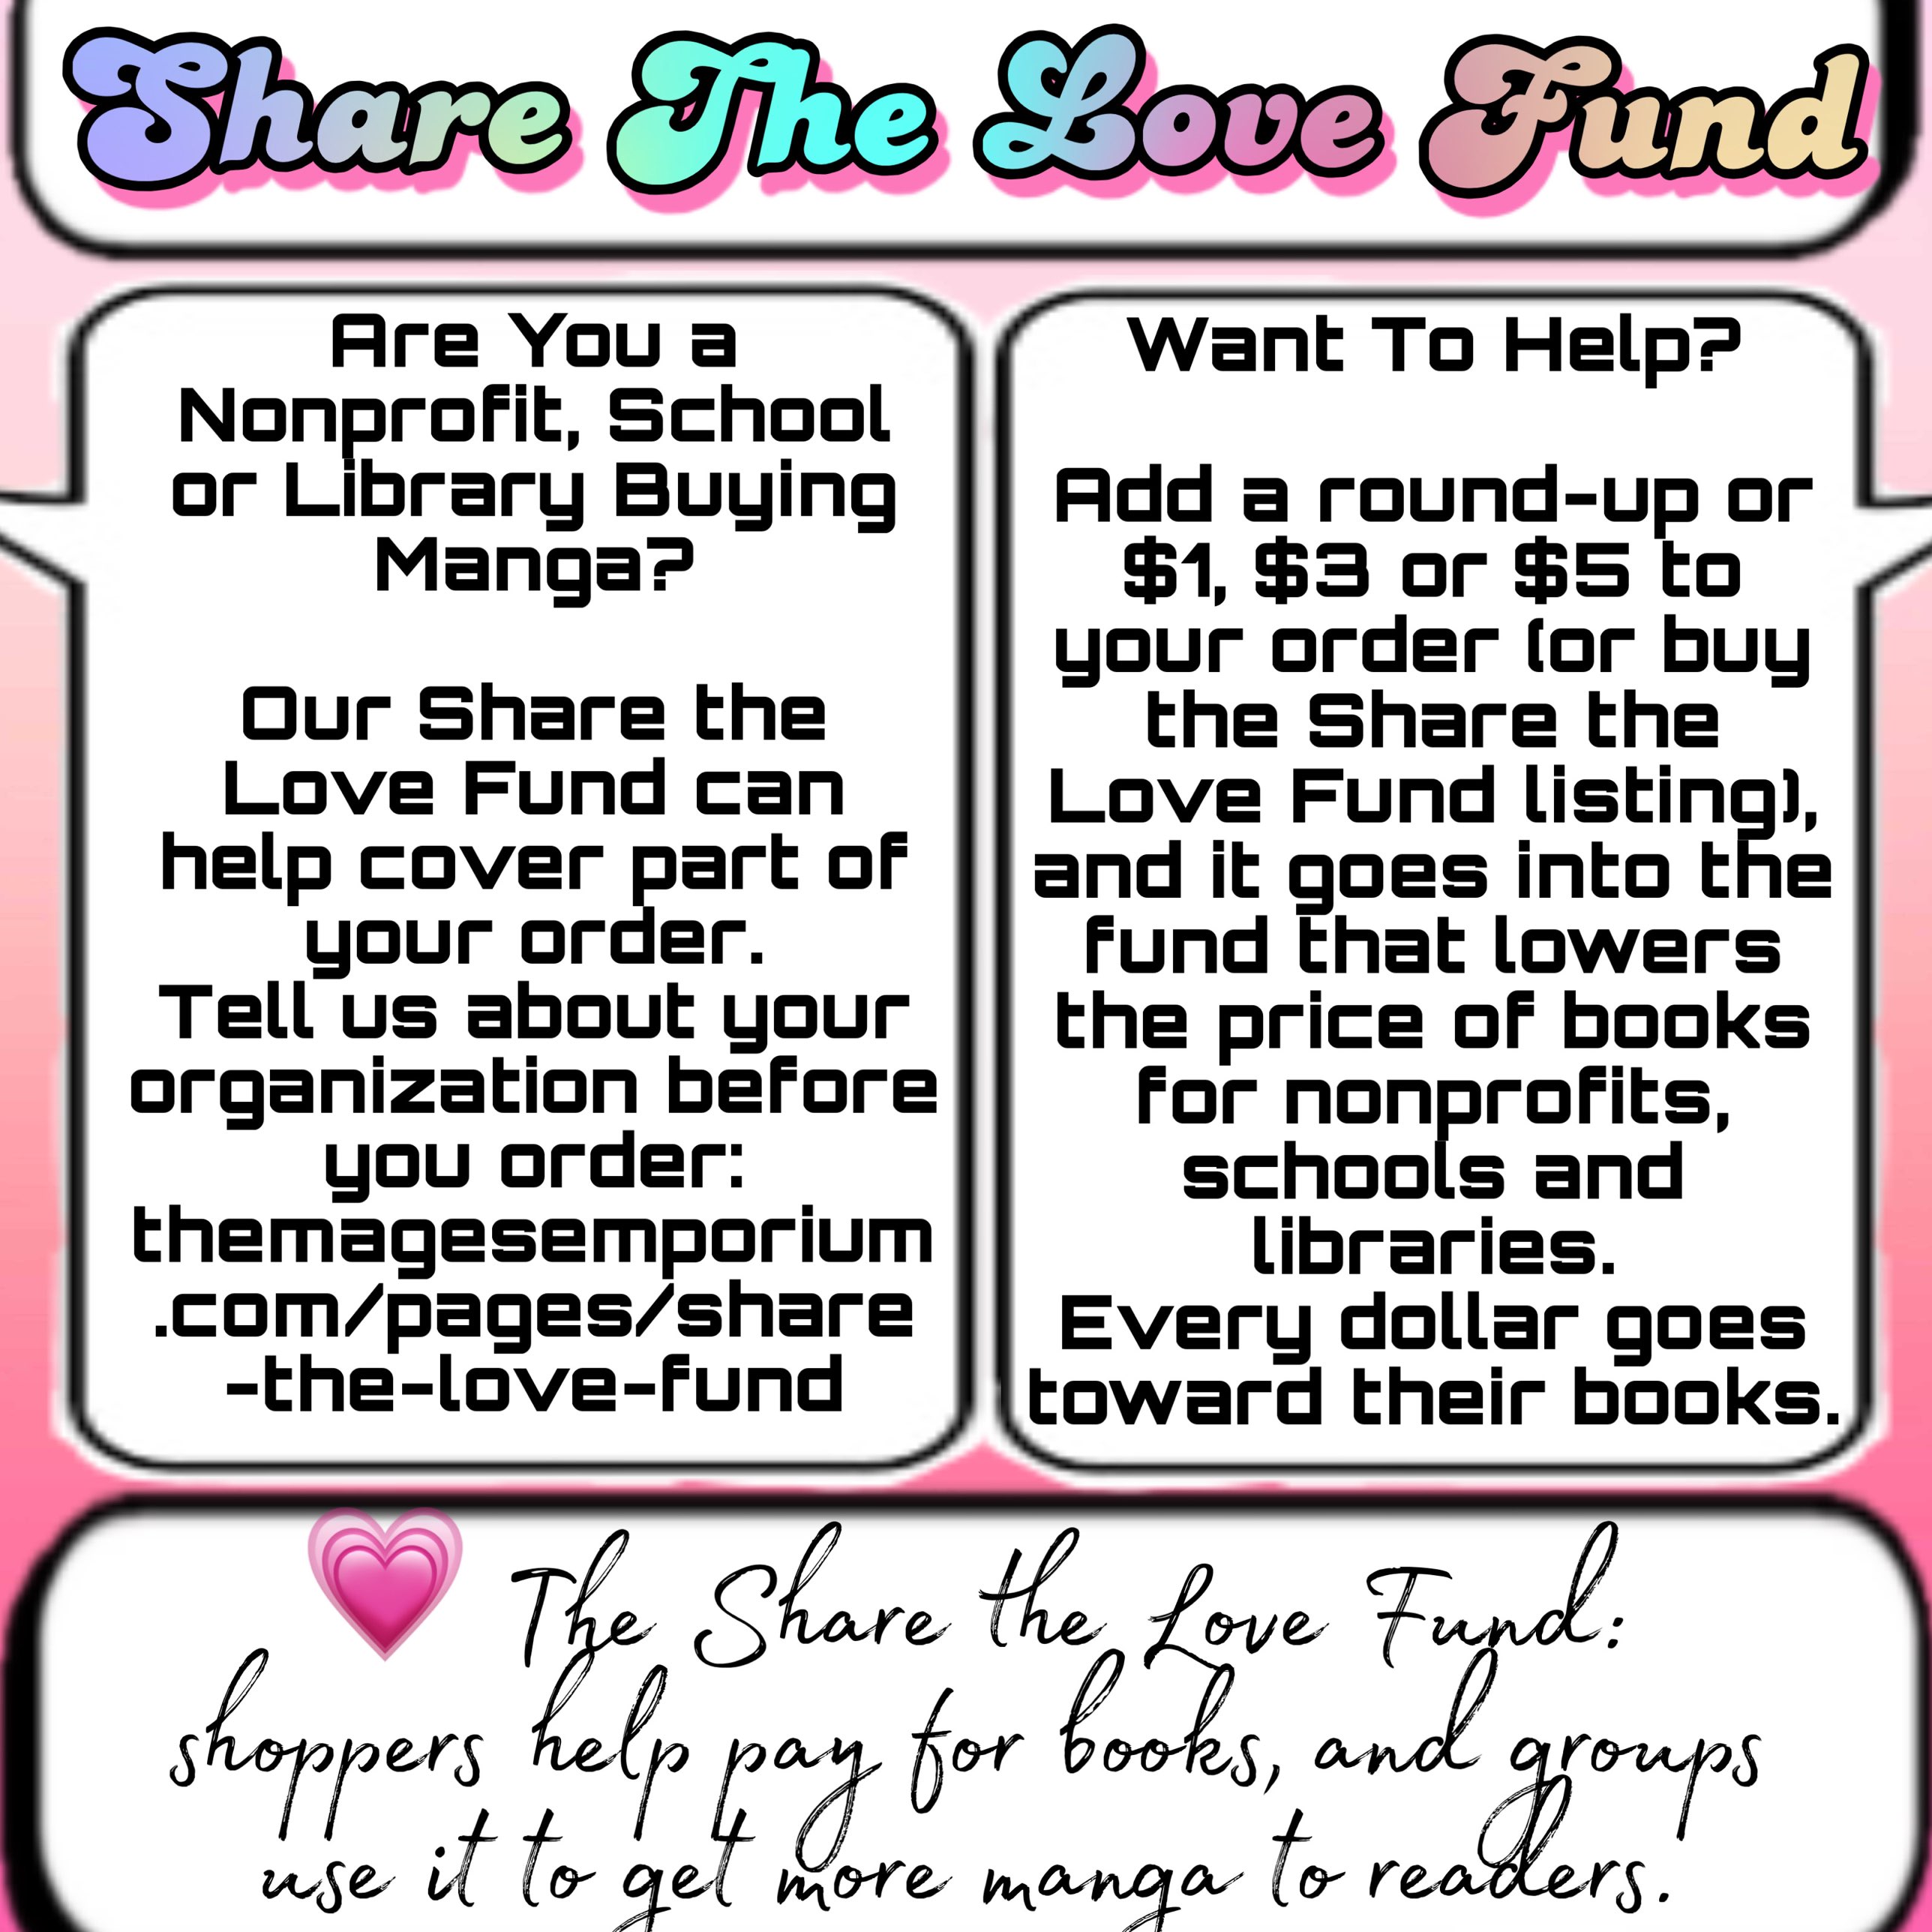 Share The Love Fund
Are You a
Nonprofit, School
or Library Buying
Manga?
Our Share the
Love Fund can
help cover part of
your order.
Tell us about your
organization before
you order:
themagesemporium
.com/pages/share
-the-love-fund
Want To Help?
Add a round-up or
$1, $3 or $5 to
your order (or buy
the Share the
Love Fund listing),
and it goes into the
fund that lowers
the price of books
for nonprofits,
schools and
libraries.
Every dollar goes
toward their books.
The Share the Love Fund:
shoppers help pay for books, and groups
use it to get more manga to readers.